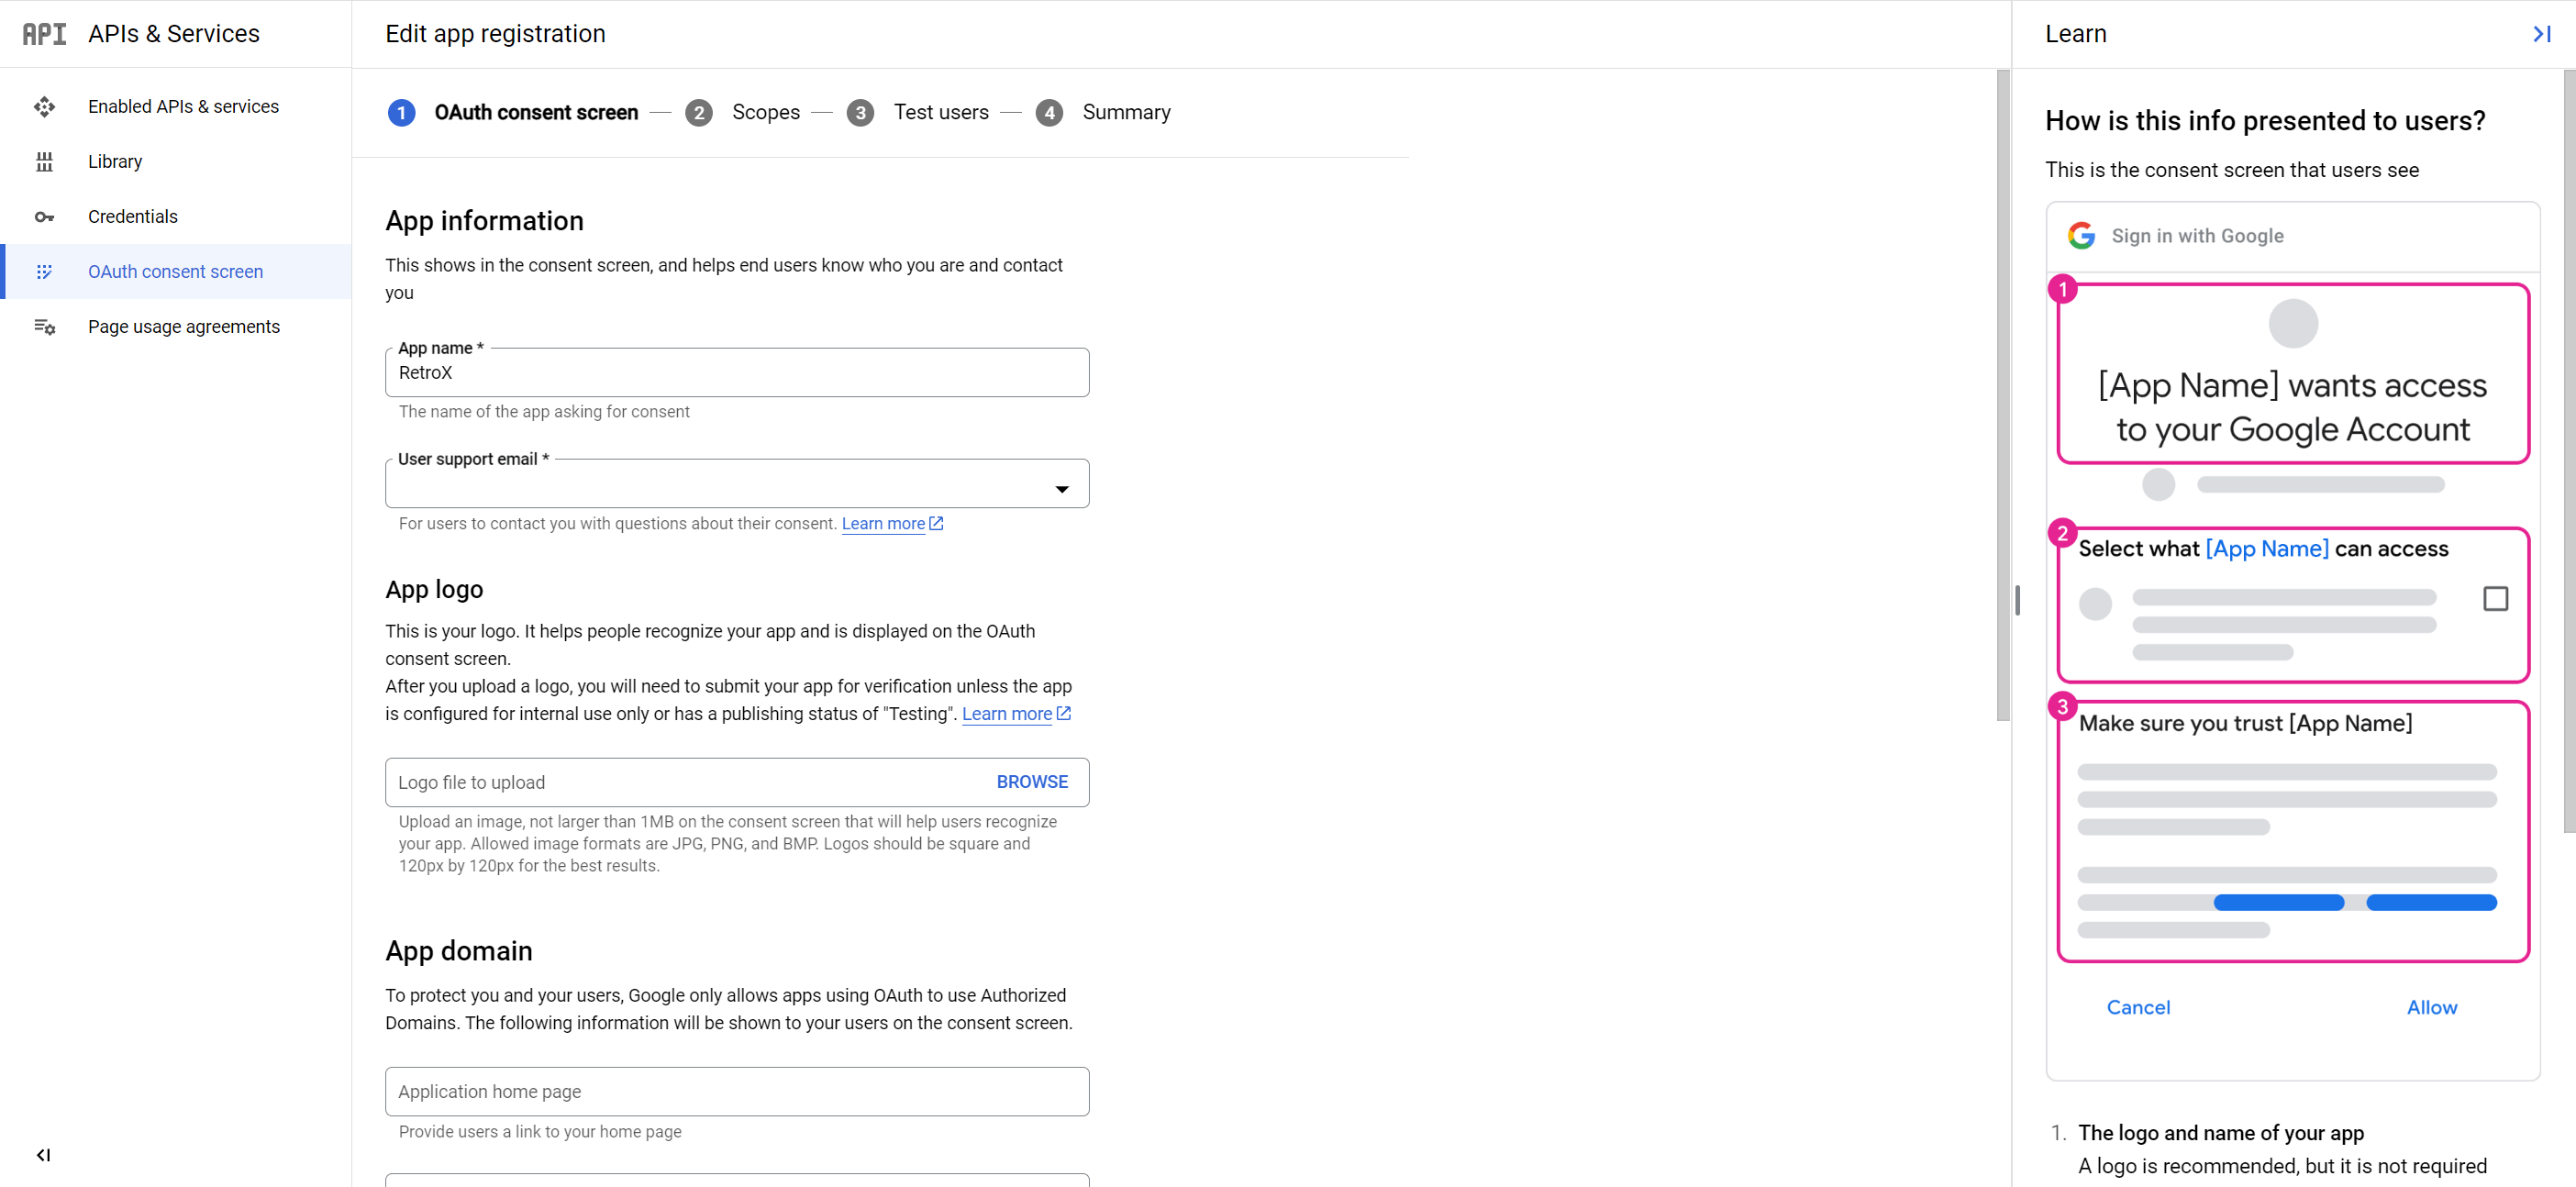 API APIs & Services
Enabled APIs & services
Library
Credentials
OAuth consent screen
Page usage agreements
Edit app registration
1 OAuth consent screen — 2 Scopes — 3 Test users — 4 Summary
App information
This shows in the consent screen, and helps end users know who you are and contact
you
App name *
RetroX
The name of the app asking for consent
User support email *
For users to contact you with questions about their consent. Learn more
App logo
This is your logo. It helps people recognize your app and is displayed on the OAuth
consent screen.
After you upload a logo, you will need to submit your app for verification unless the app
is configured for internal use only or has a publishing status of "Testing". Learn more
Logo file to upload BROWSE
Upload an image, not larger than 1MB on the consent screen that will help users recognize
your app. Allowed image formats are JPG, PNG, and BMP. Logos should be square and
120px by 120px for the best results.
App domain
To protect you and your users, Google only allows apps using OAuth to use Authorized
Domains. The following information will be shown to your users on the consent screen.
Application home page
Provide users a link to your home page
Learn
How is this info presented to users?
This is the consent screen that users see
G Sign in with Google
1
[App Name] wants access
to your Google Account
2
Select what [App Name] can access
3
Make sure you trust [App Name]
Cancel Allow
1. The logo and name of your app
A logo is recommended, but it is not required